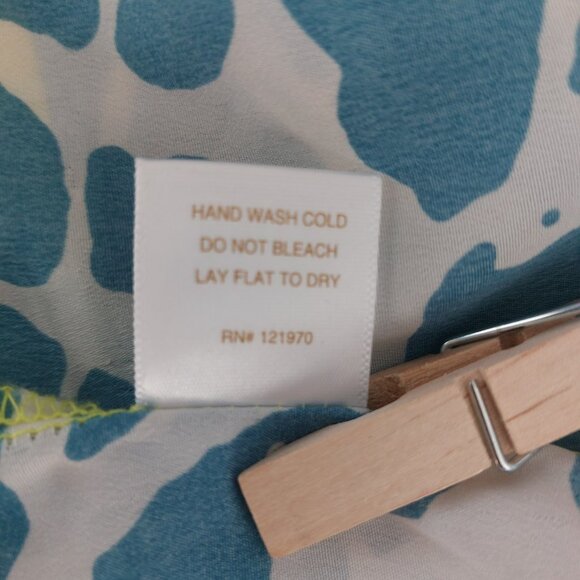 HAND WASH COLD
DO NOT BLEACH
LAY FLAT TO DRY
RN# 121970